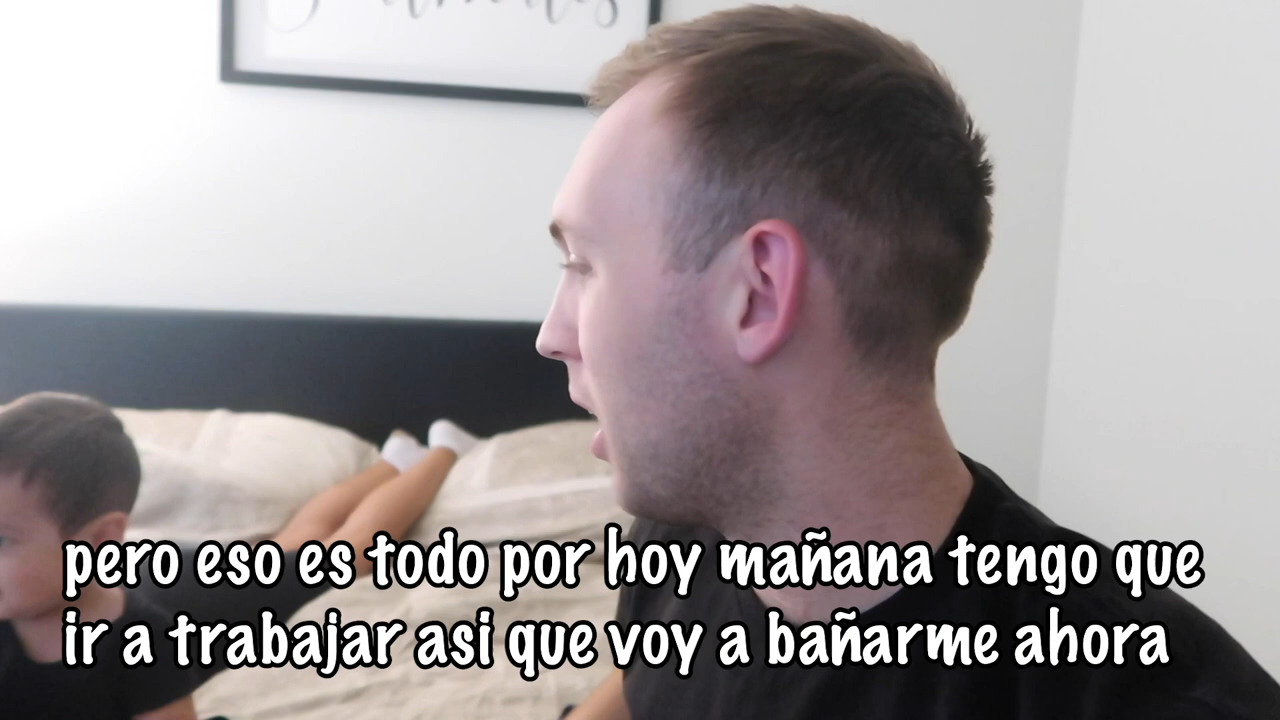 pero eso es todo por hoy mañana tengo que
ir a trabajar asi que voy a bañarme ahora